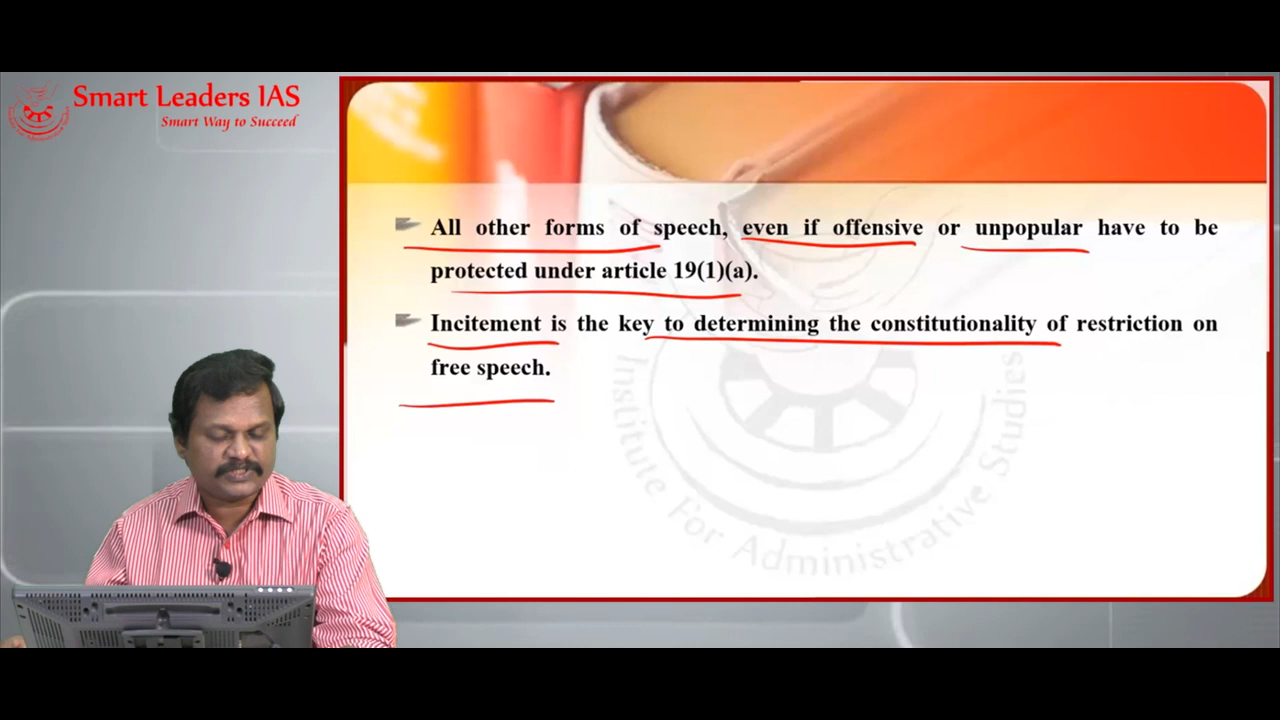 Smart Leaders IAS
Smart Way to Succeed
All other forms of speech, even if offensive or unpopular have to be
protected under article 19(1)(a).
Incitement is the key to determining the constitutionality of restriction on
free speech.
Institute For Administrative Studies